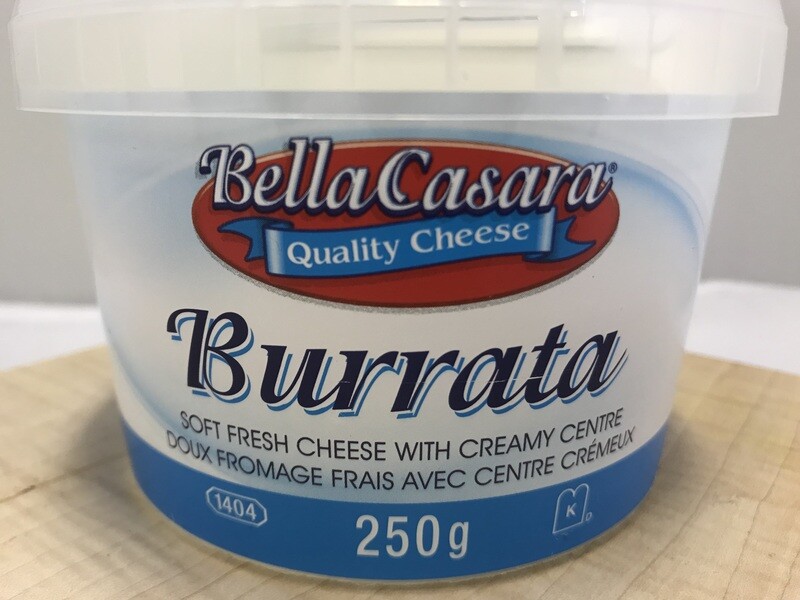 BellaCasara®
Quality Cheese
Burrata
SOFT FRESH CHEESE WITH CREAMY CENTRE
DOUX FROMAGE FRAIS AVEC CENTRE CRÉMEUX
1404
250g
K D